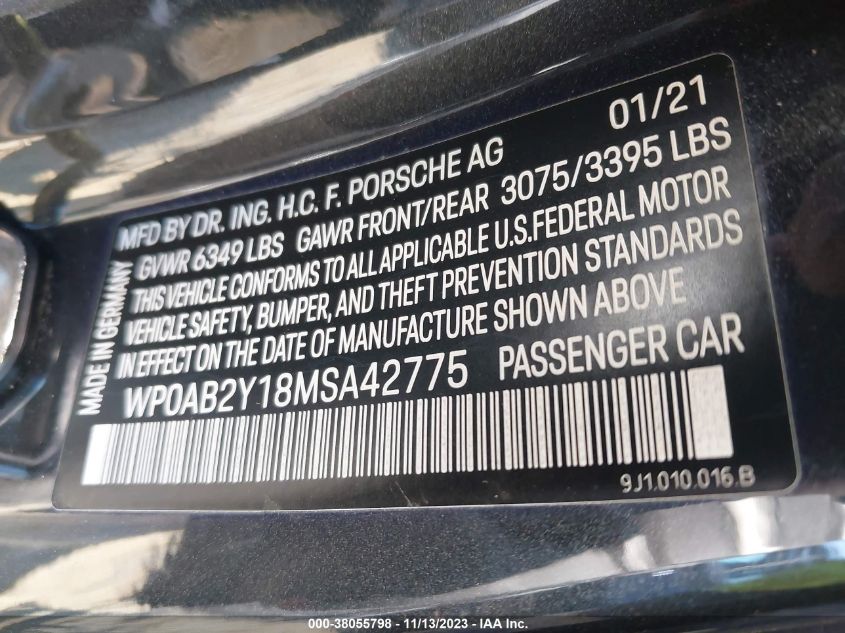 01/21
MFD BY DR. ING. H.C. F. PORSCHE AG
GVWR 6349 LBS GAWR FRONT/REAR 3075/3395 LBS
THIS VEHICLE CONFORMS TO ALL APPLICABLE U.S.FEDERAL MOTOR
VEHICLE SAFETY, BUMPER, AND THEFT PREVENTION STANDARDS
IN EFFECT ON THE DATE OF MANUFACTURE SHOWN ABOVE
WP0AB2Y18MSA42775 PASSENGER CAR
MADE IN GERMANY
9J1.010.016.B
000-38055798 - 11/13/2023 - IAA Inc.